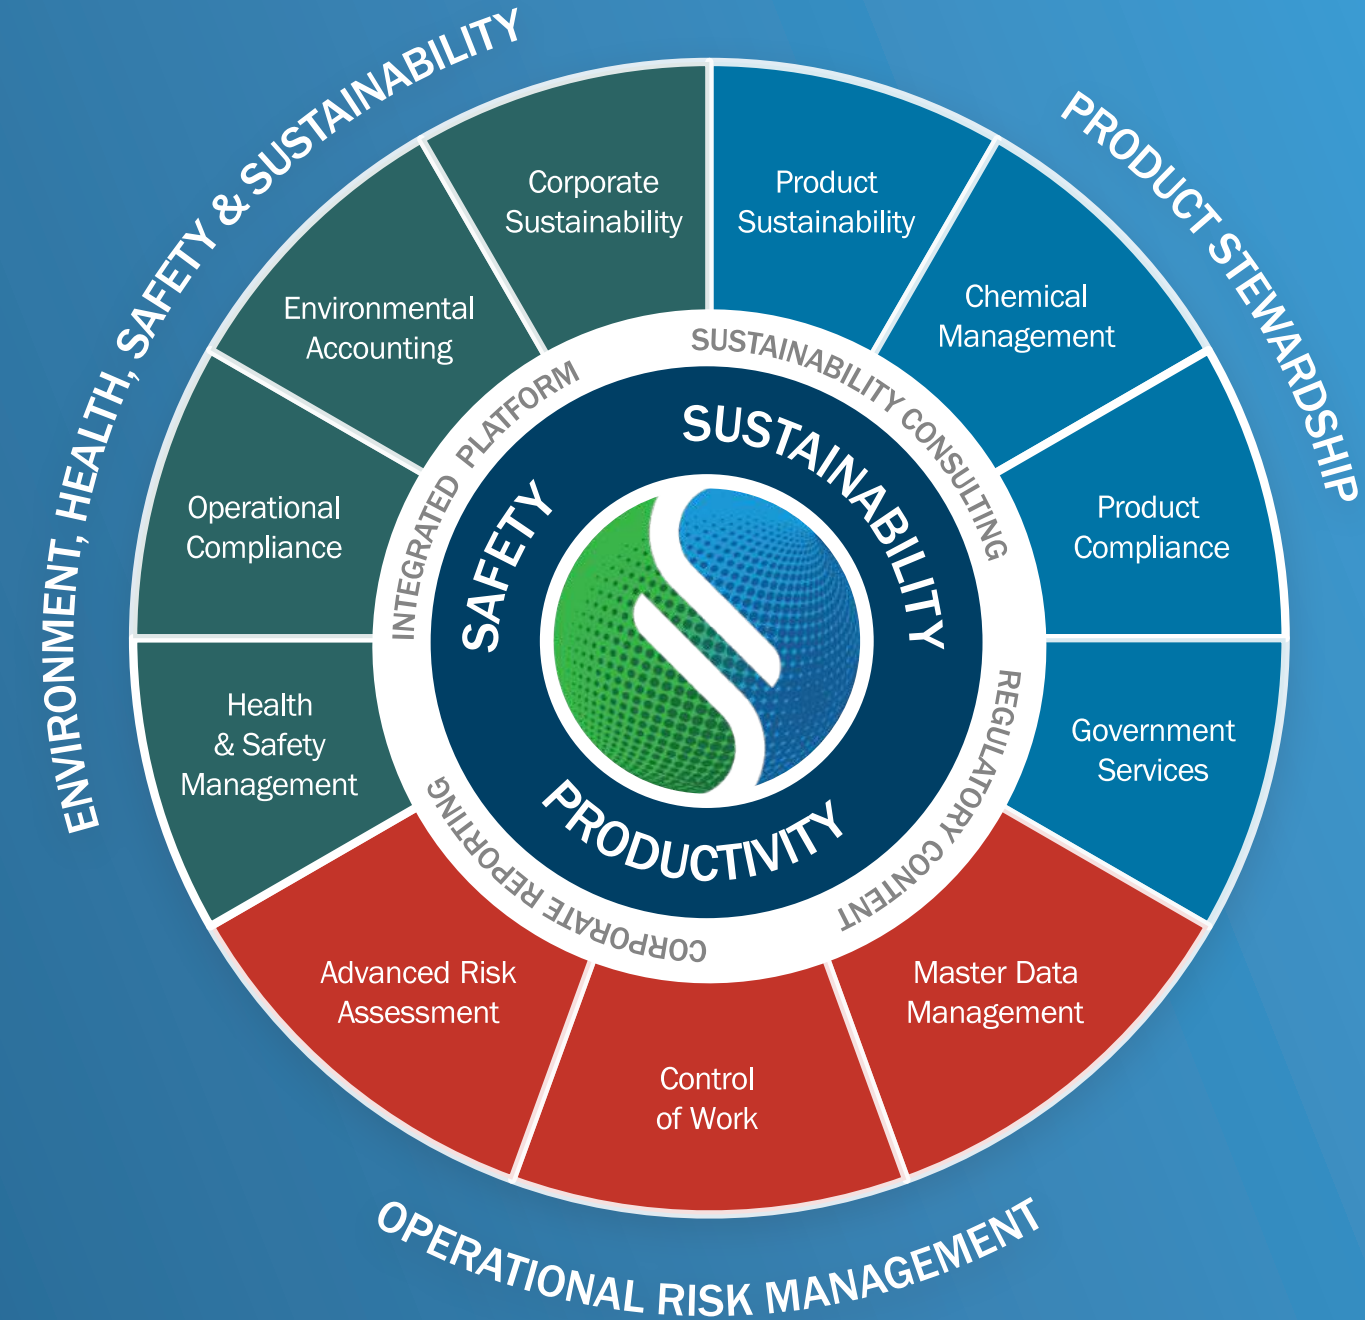 ENVIRONMENT, HEALTH, SAFETY & SUSTAINABILITY
PRODUCT STEWARDSHIP
OPERATIONAL RISK MANAGEMENT
Corporate
Sustainability
Product
Sustainability
Environmental
Accounting
Chemical
Management
Operational
Compliance
Product
Compliance
Health
& Safety
Management
Government
Services
Advanced Risk
Assessment
Master Data
Management
Control
of Work
INTEGRATED PLATFORM
SUSTAINABILITY CONSULTING
REGULATORY CONTENT
CORPORATE REPORTING
SAFETY
SUSTAINABILITY
PRODUCTIVITY